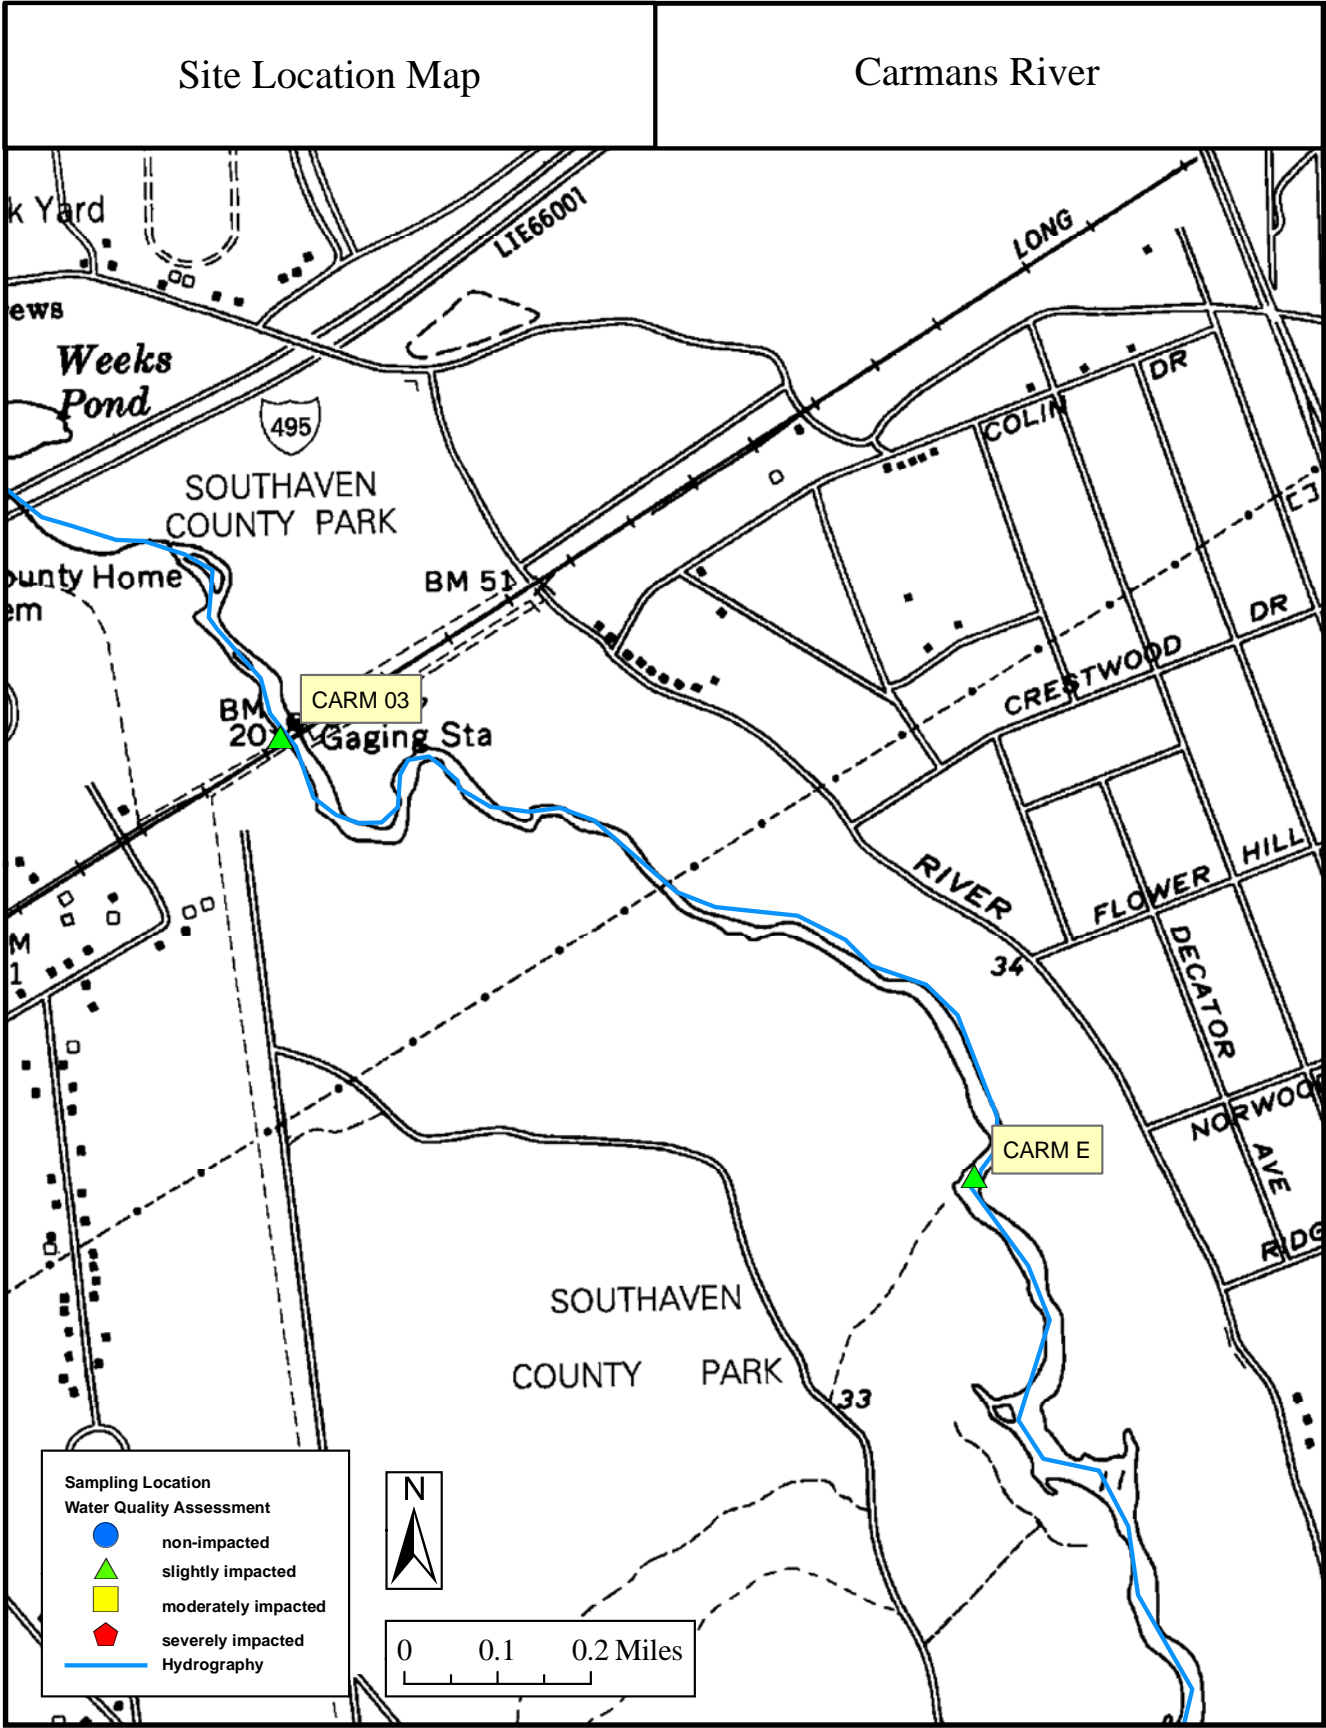 Site Location Map
Carmans River
k Yard
LIE66001
LONG
ews
Weeks
Pond
495
DR
COLIN
SOUTHAVEN
COUNTY PARK
BM 51
ounty Home
em
DR
CRESTWOOD
CARM 03
BM
20
Gaging Sta
RIVER
HILL
FLOWER
M
1
34
DECATOR
NORWOO
CARM E
AVE
RIDG
SOUTHAVEN
COUNTY PARK
33
Sampling Location
Water Quality Assessment
non-impacted
slightly impacted
moderately impacted
severely impacted
Hydrography
N
0 0.1 0.2 Miles